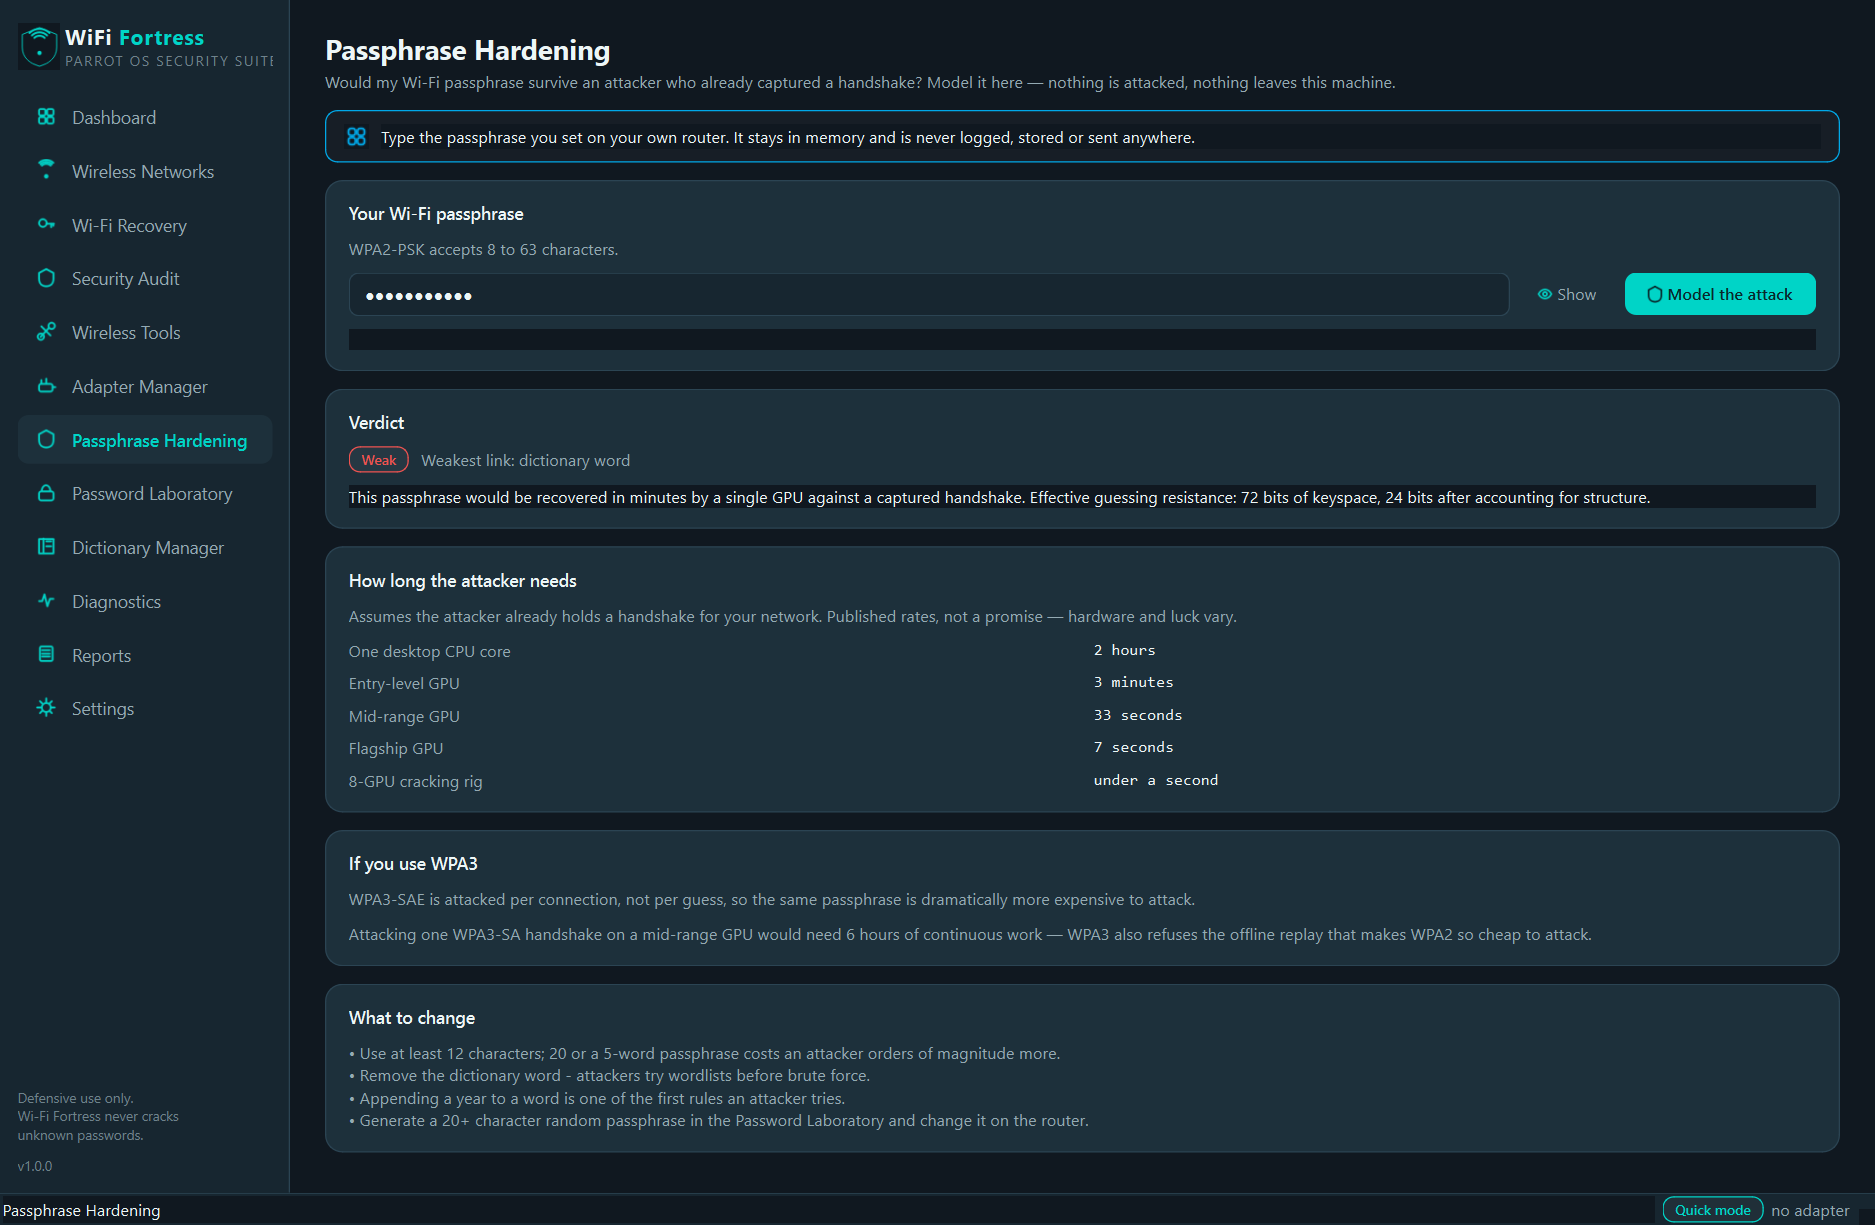 WiFi Fortress
PARROT OS SECURITY SUITE
Dashboard
Wireless Networks
Wi-Fi Recovery
Security Audit
Wireless Tools
Adapter Manager
Passphrase Hardening
Password Laboratory
Dictionary Manager
Diagnostics
Reports
Settings
Defensive use only.
Wi-Fi Fortress never cracks
unknown passwords.
v1.0.0
Passphrase Hardening
Would my Wi-Fi passphrase survive an attacker who already captured a handshake? Model it here — nothing is attacked, nothing leaves this machine.
Type the passphrase you set on your own router. It stays in memory and is never logged, stored or sent anywhere.
Your Wi-Fi passphrase
WPA2-PSK accepts 8 to 63 characters.
●●●●●●●●●●●
Show
Model the attack
Verdict
Weak
Weakest link: dictionary word
This passphrase would be recovered in minutes by a single GPU against a captured handshake. Effective guessing resistance: 72 bits of keyspace, 24 bits after accounting for structure.
How long the attacker needs
Assumes the attacker already holds a handshake for your network. Published rates, not a promise — hardware and luck vary.
One desktop CPU core 2 hours
Entry-level GPU 3 minutes
Mid-range GPU 33 seconds
Flagship GPU 7 seconds
8-GPU cracking rig under a second
If you use WPA3
WPA3-SAE is attacked per connection, not per guess, so the same passphrase is dramatically more expensive to attack.
Attacking one WPA3-SA handshake on a mid-range GPU would need 6 hours of continuous work — WPA3 also refuses the offline replay that makes WPA2 so cheap to attack.
What to change
• Use at least 12 characters; 20 or a 5-word passphrase costs an attacker orders of magnitude more.
• Remove the dictionary word - attackers try wordlists before brute force.
• Appending a year to a word is one of the first rules an attacker tries.
• Generate a 20+ character random passphrase in the Password Laboratory and change it on the router.
Passphrase Hardening
Quick mode
no adapter